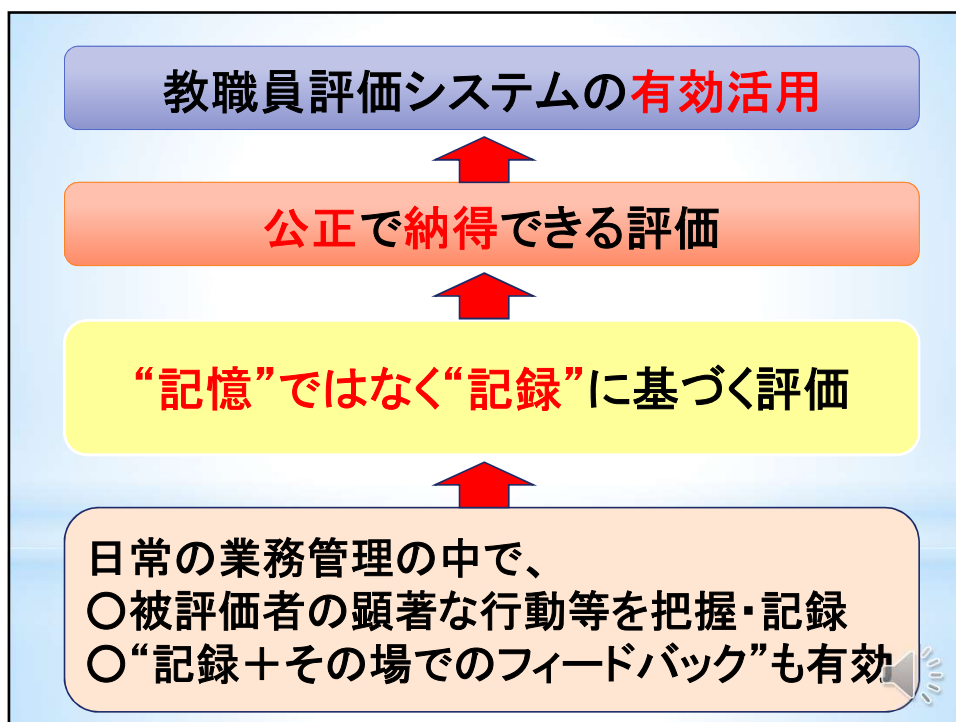 教職員評価システムの有効活用
公正で納得できる評価
“記憶”ではなく“記録”に基づく評価
日常の業務管理の中で、
○被評価者の顕著な行動等を把握・記録
○“記録＋その場でのフィードバック”も有効